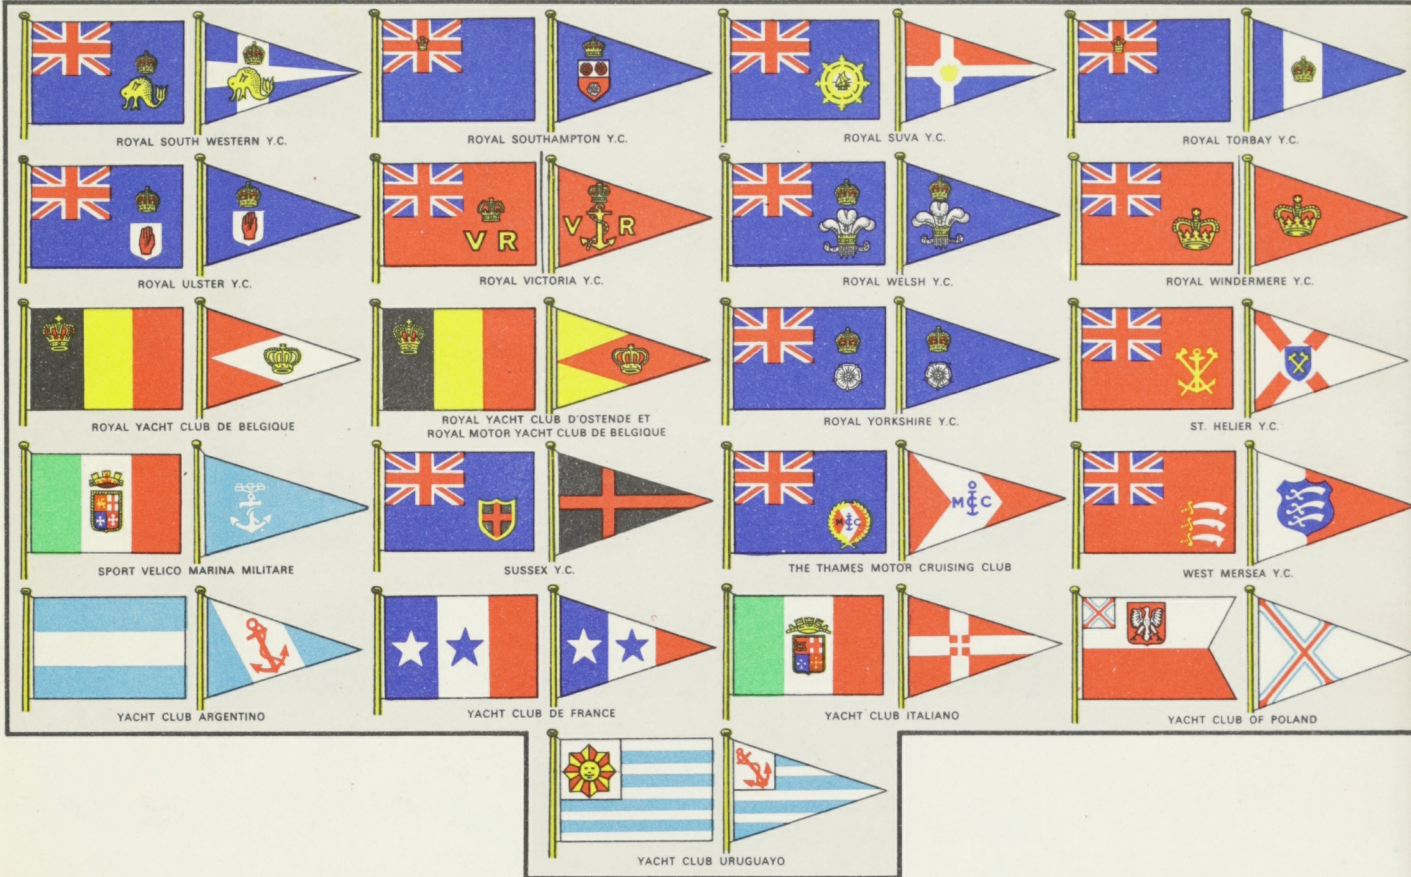 ROYAL SOUTH WESTERN Y.C.
ROYAL SOUTHAMPTON Y.C.
ROYAL SUVA Y.C.
ROYAL TORBAY Y.C.
V R
V R
ROYAL ULSTER Y.C.
ROYAL VICTORIA Y.C.
ROYAL WELSH Y.C.
ROYAL WINDERMERE Y.C.
ROYAL YACHT CLUB DE BELGIQUE
ROYAL YACHT CLUB D'OSTENDE ET
ROYAL MOTOR YACHT CLUB DE BELGIQUE
ROYAL YORKSHIRE Y.C.
ST. HELIER Y.C.
M C C
M C C
SPORT VELICO MARINA MILITARE
SUSSEX Y.C.
THE THAMES MOTOR CRUISING CLUB
WEST MERSEA Y.C.
YACHT CLUB ARGENTINO
YACHT CLUB DE FRANCE
YACHT CLUB ITALIANO
YACHT CLUB OF POLAND
YACHT CLUB URUGUAYO